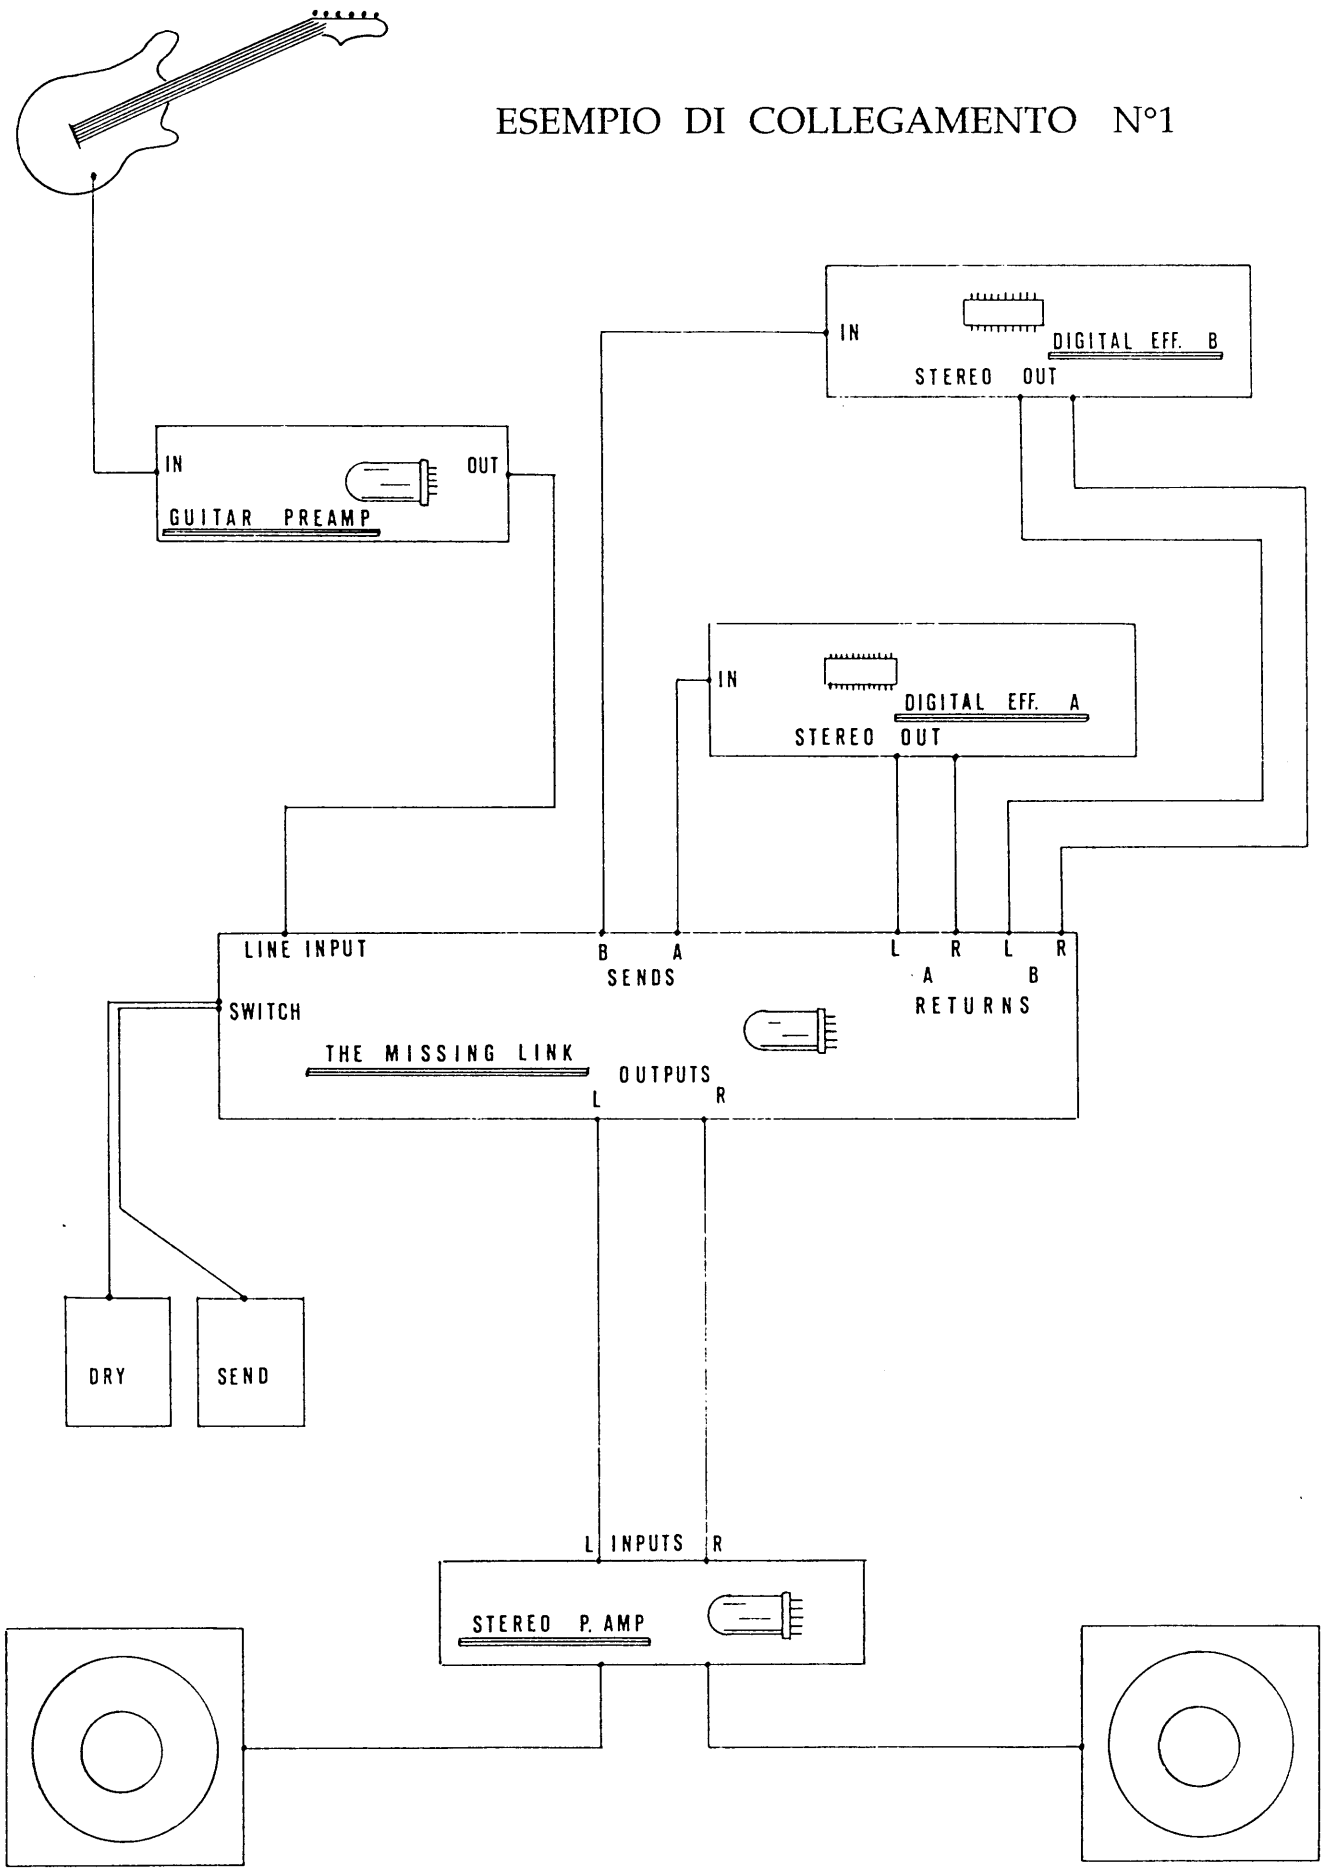 ESEMPIO DI COLLEGAMENTO N°1
IN
DIGITAL EFF. B
STEREO OUT
IN
OUT
GUITAR PREAMP
IN
DIGITAL EFF. A
STEREO OUT
LINE INPUT
B A
SENDS
L R L R
A B
RETURNS
SWITCH
THE MISSING LINK
OUTPUTS
L R
DRY
SEND
L INPUTS R
STEREO P. AMP